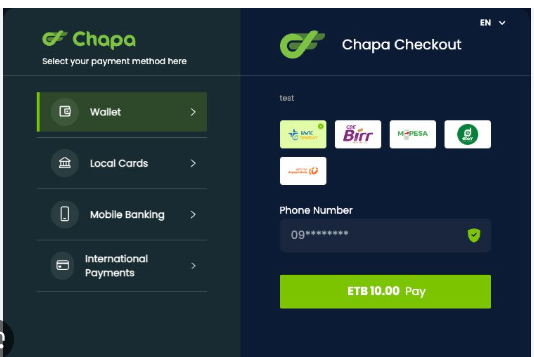 Chapa
Select your payment method here
Wallet
Local Cards
Mobile Banking
International
Payments
EN
Chapa Checkout
test
CBE
Birr
M-PESA
Phone Number
09********
ETB 10.00 Pay